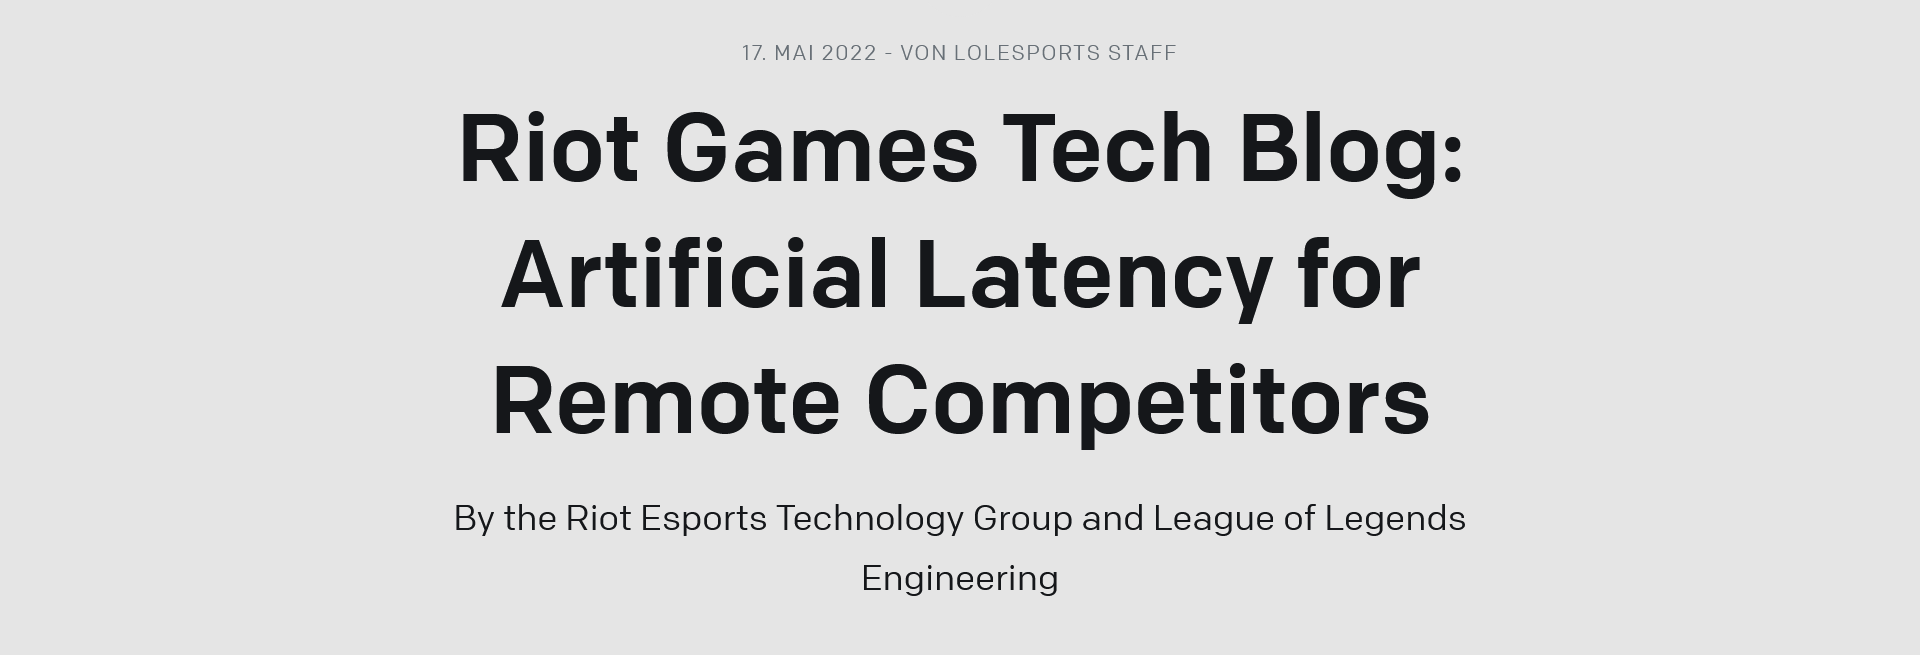 17. MAI 2022 - VON LOLESPORTS STAFF
Riot Games Tech Blog:
Artificial Latency for
Remote Competitors
By the Riot Esports Technology Group and League of Legends
Engineering